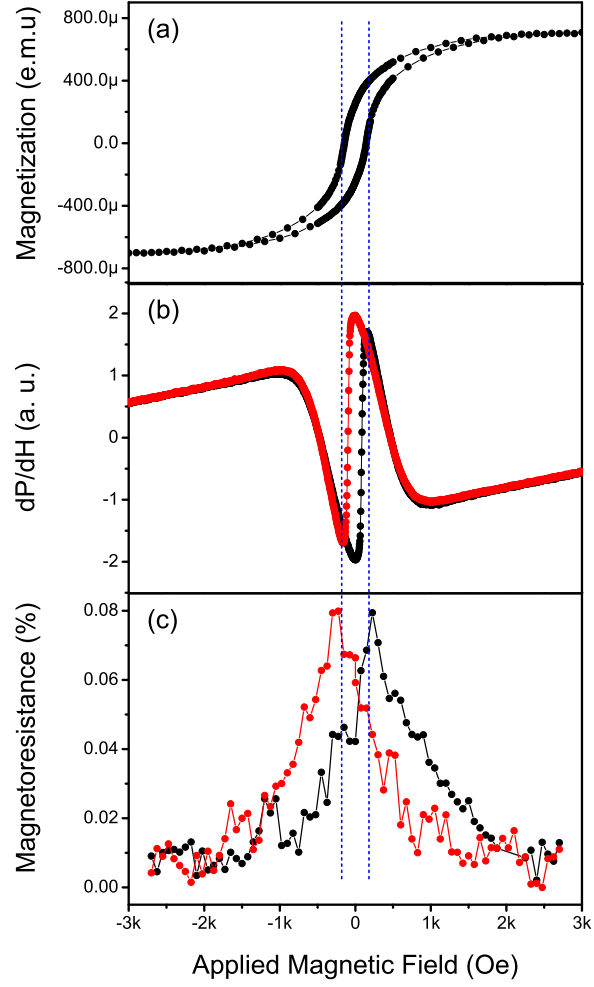 (a)
Magnetization (e.m.u)
800.0µ
400.0µ
0.0
-400.0µ
-800.0µ
(b)
dP/dH (a. u.)
2
1
0
-1
-2
(c)
Magnetoresistance (%)
0.08
0.06
0.04
0.02
0.00
-3k -2k -1k 0 1k 2k 3k
Applied Magnetic Field (Oe)